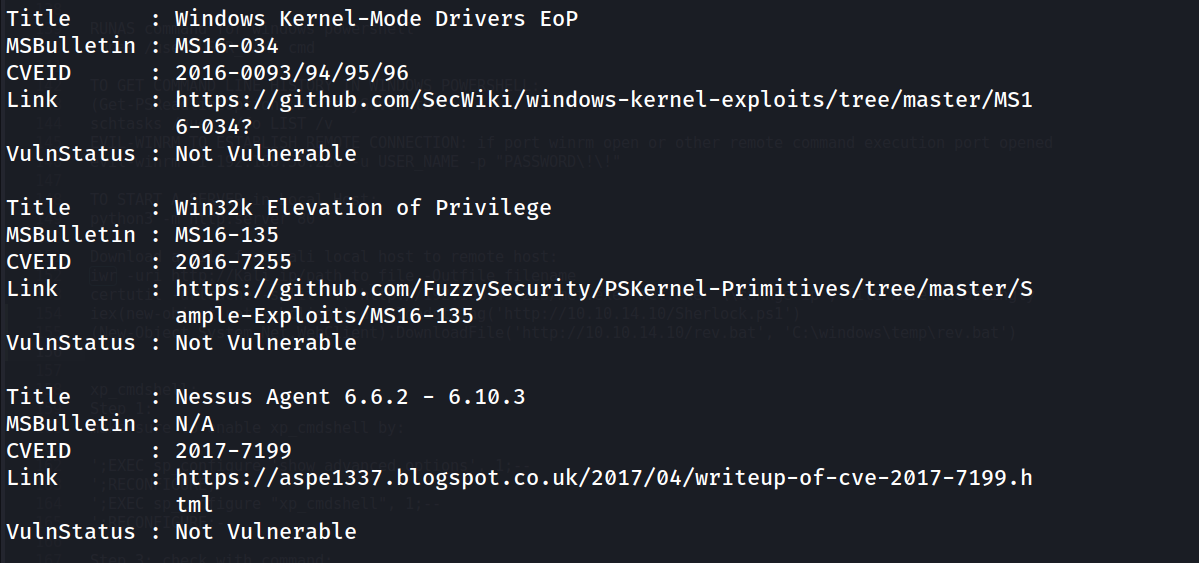 Title      : Windows Kernel-Mode Drivers EoP
MSBulletin : MS16-034
CVEID      : 2016-0093/94/95/96
Link       : https://github.com/SecWiki/windows-kernel-exploits/tree/master/MS1
             6-034?
VulnStatus : Not Vulnerable

Title      : Win32k Elevation of Privilege
MSBulletin : MS16-135
CVEID      : 2016-7255
Link       : https://github.com/FuzzySecurity/PSKernel-Primitives/tree/master/S
             ample-Exploits/MS16-135
VulnStatus : Not Vulnerable

Title      : Nessus Agent 6.6.2 - 6.10.3
MSBulletin : N/A
CVEID      : 2017-7199
Link       : https://aspe1337.blogspot.co.uk/2017/04/writeup-of-cve-2017-7199.h
             tml
VulnStatus : Not Vulnerable